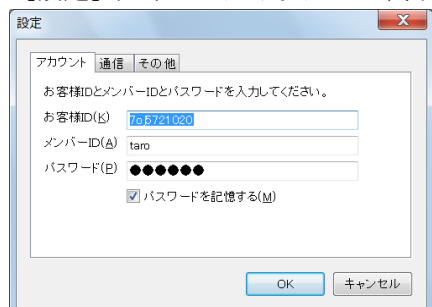 設定
アカウント 通信 その他
お客様IDとメンバーIDとパスワードを入力してください。
お客様ID(K)
メンバーID(A) taro
パスワード(P) ●●●●●●
パスワードを記憶する(M)
OK キャンセル